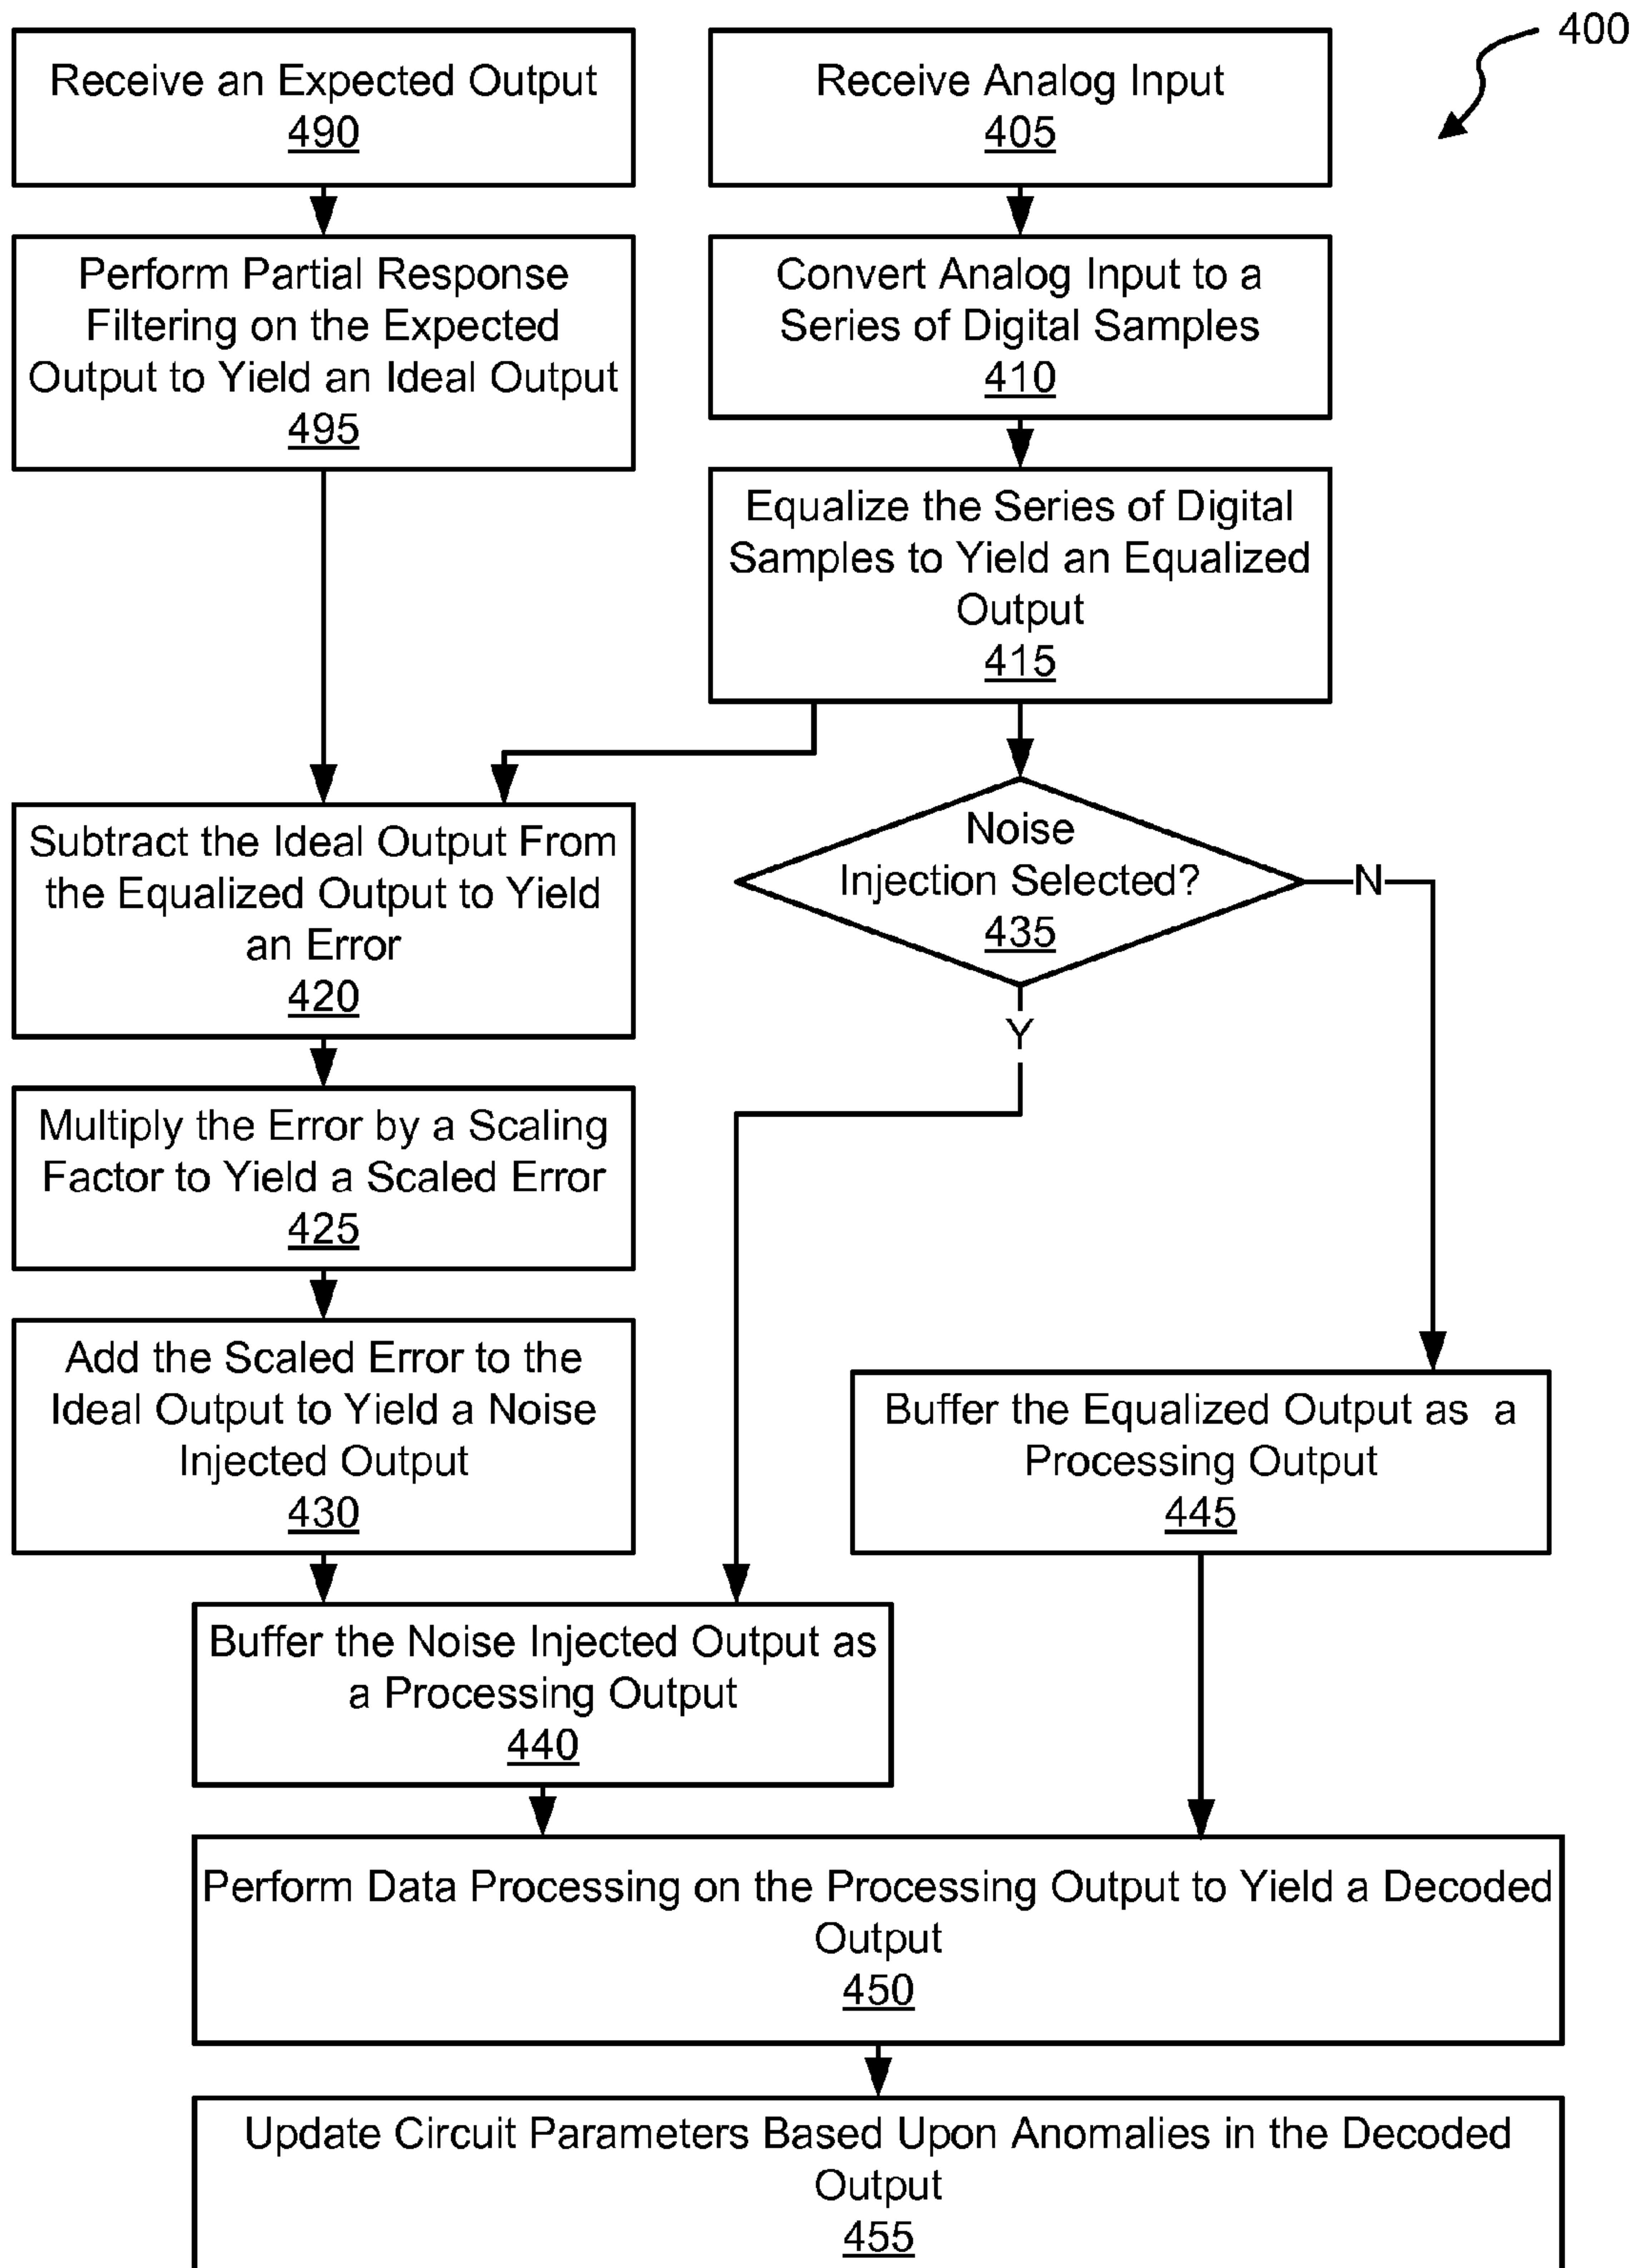 400
Receive an Expected Output
490
Receive Analog Input
405
Perform Partial Response
Filtering on the Expected
Output to Yield an Ideal Output
495
Convert Analog Input to a
Series of Digital Samples
410
Equalize the Series of Digital
Samples to Yield an Equalized
Output
415
Subtract the Ideal Output From
the Equalized Output to Yield
an Error
420
Noise
Injection Selected?
435
N
Y
Multiply the Error by a Scaling
Factor to Yield a Scaled Error
425
Add the Scaled Error to the
Ideal Output to Yield a Noise
Injected Output
430
Buffer the Equalized Output as a
Processing Output
445
Buffer the Noise Injected Output as
a Processing Output
440
Perform Data Processing on the Processing Output to Yield a Decoded
Output
450
Update Circuit Parameters Based Upon Anomalies in the Decoded
Output
455